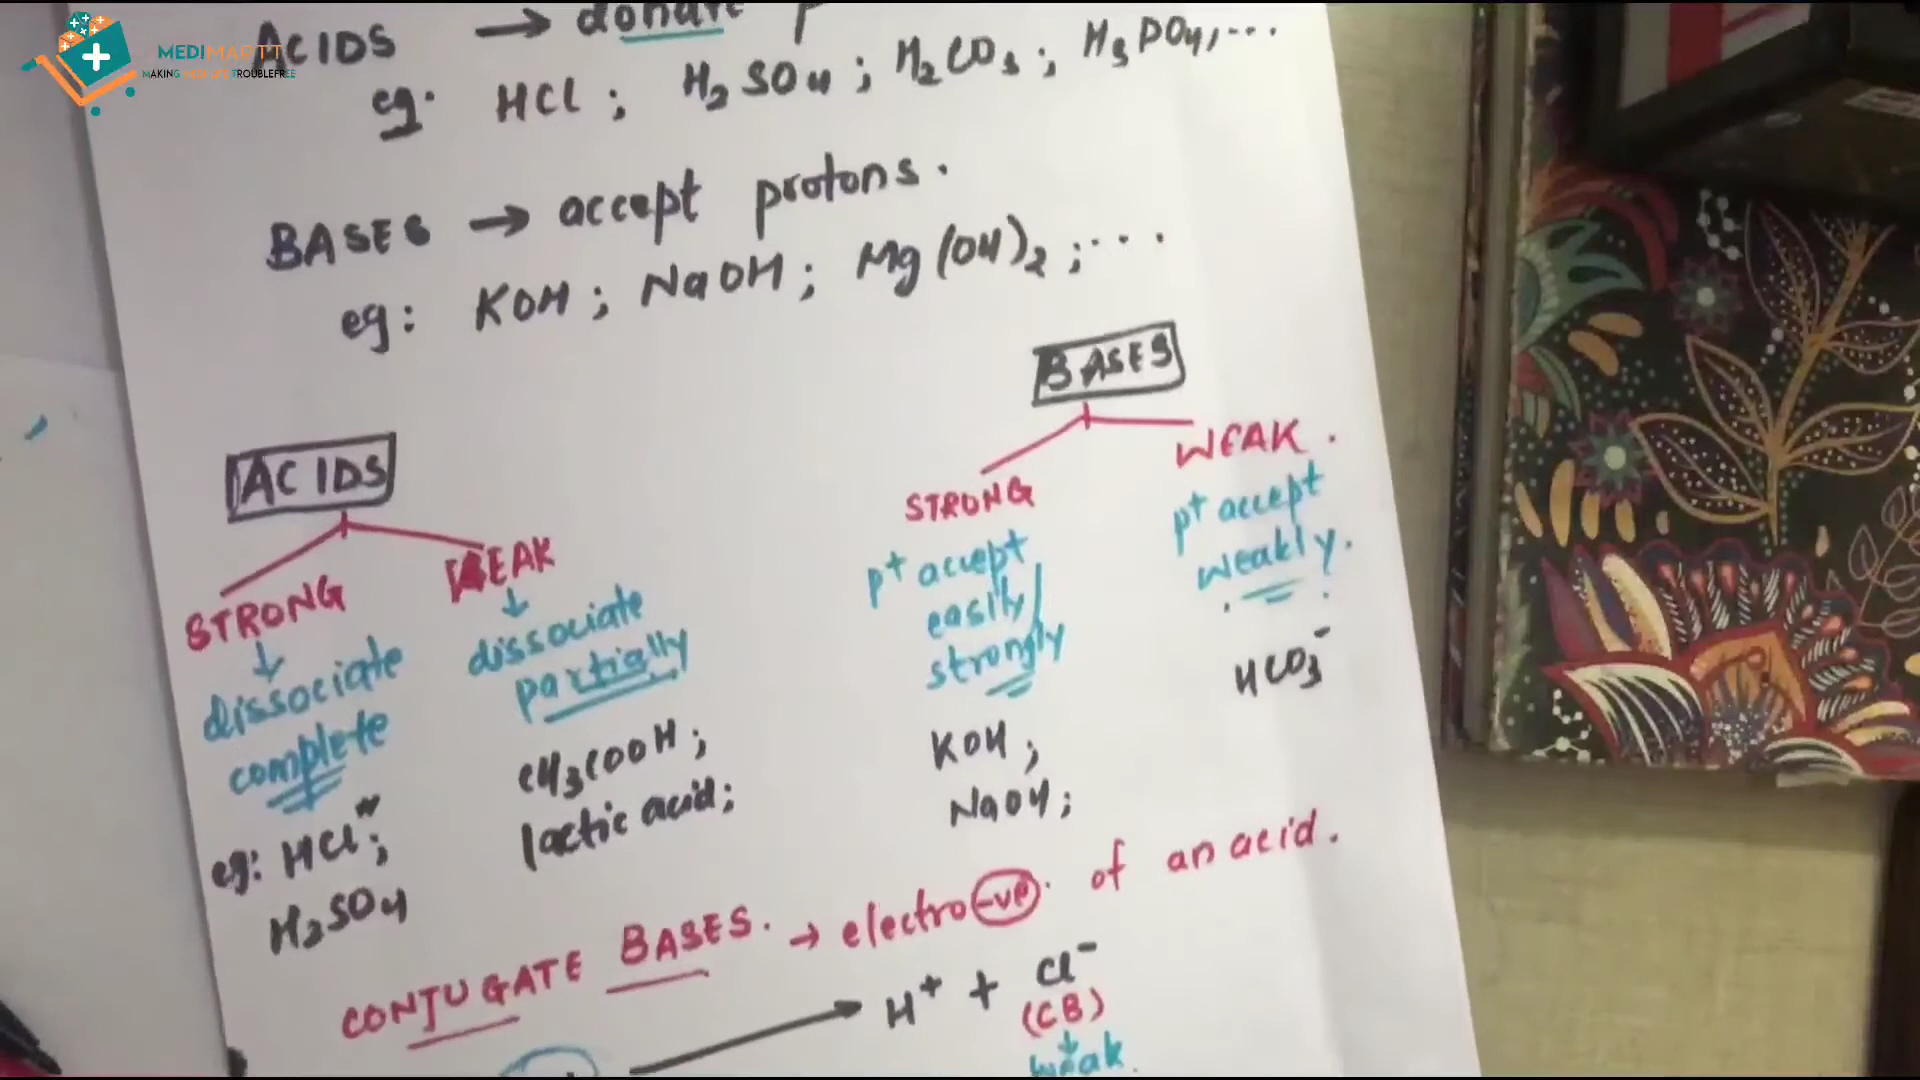 MEDIMARTT
MAKING MEDICATE TROUBLEFREE
ACIDS → donate
eg. HCl ; H2SO4 ; H2CO3 ; H3PO4, ...
BASES → accept protons.
eg: KOH ; NaOH ; Mg(OH)2 ; ....
BASES
STRONG
WEAK.
p+ accept easily/
strongly
p+ accept
weakly.
KOH ;
NaOH ;
HCO3-
ACIDS
STRONG
WEAK
↓
dissociate
complete
↓
dissociate
partially
eg: HCl ;
H2SO4
CH3COOH ;
lactic acid ;
CONJUGATE BASES. → electro -ve. of an acid.
→ H+ + Cl-
(CB)
↓
weak.